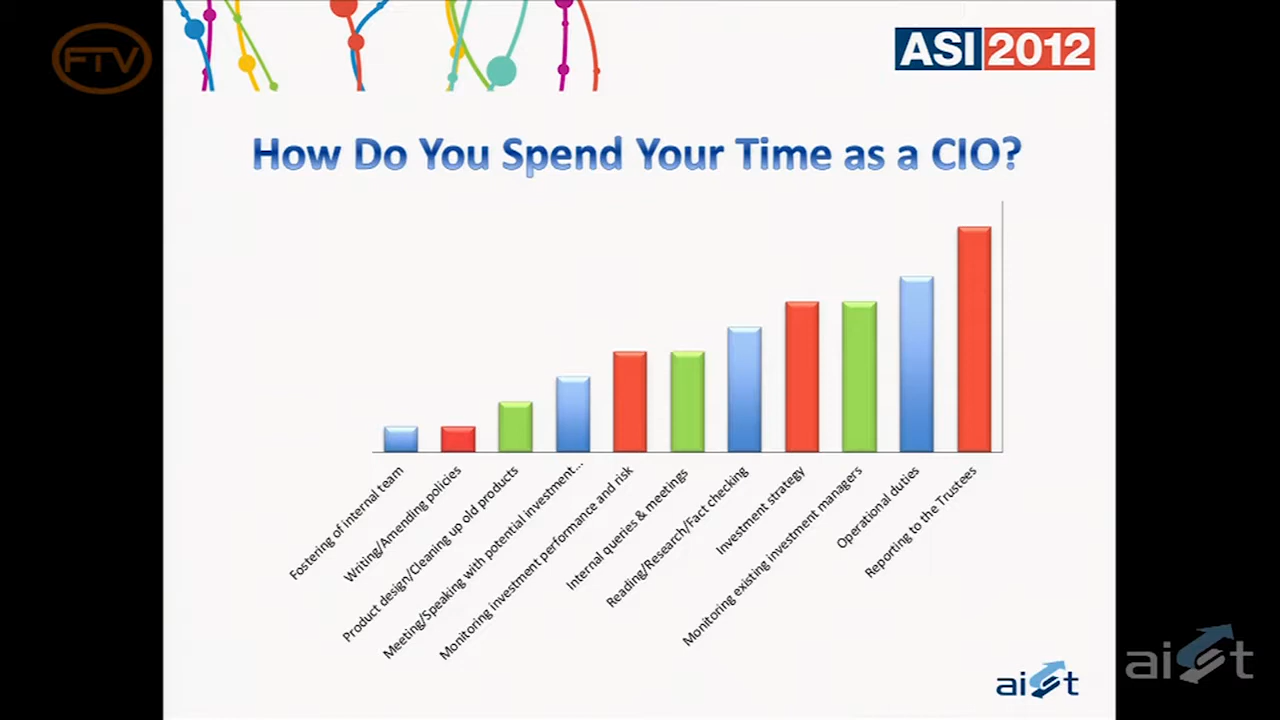 FTV
ASI 2012
How Do You Spend Your Time as a CIO?
Fostering of internal team
Writing/Amending policies
Product design/Cleaning up old products
Meeting/Speaking with potential investment...
Monitoring investment performance and risk
Internal queries & meetings
Reading/Research/Fact checking
Investment strategy
Monitoring existing investment managers
Operational duties
Reporting to the Trustees
aist
aist